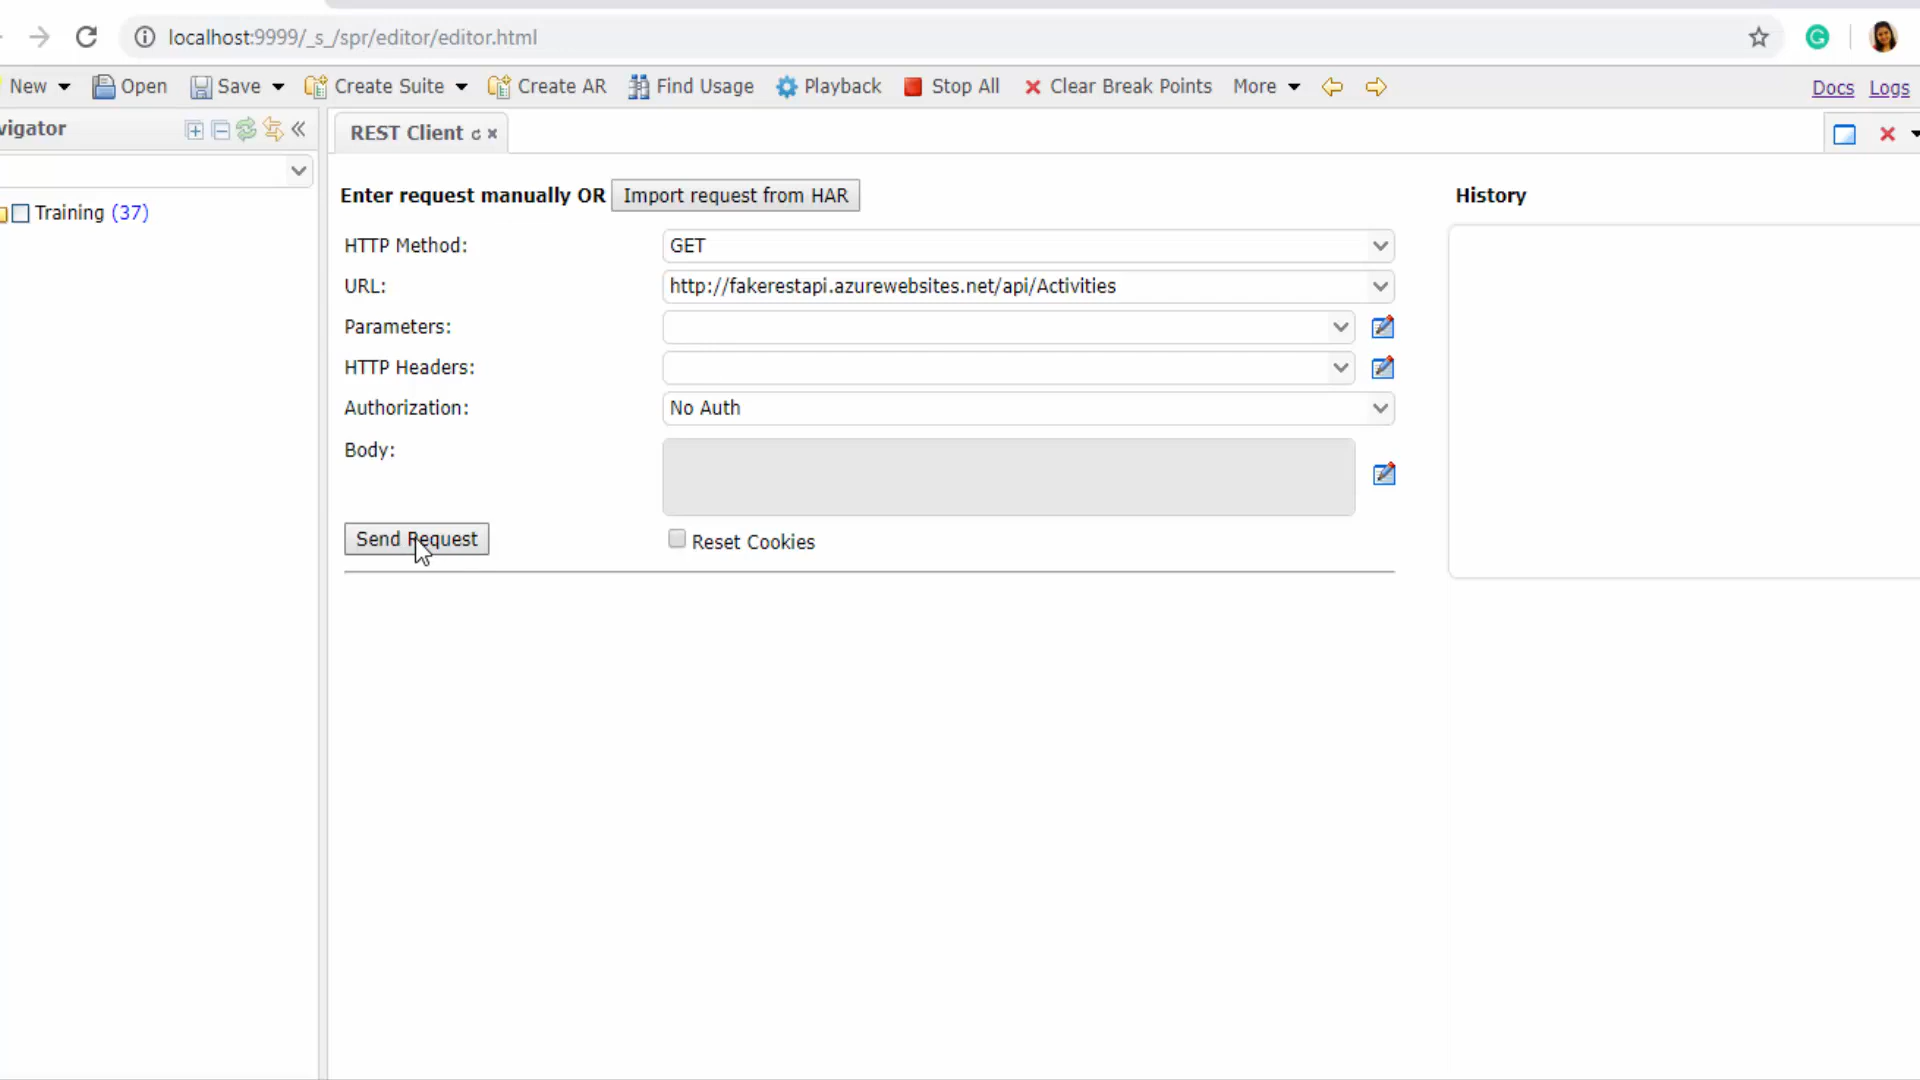 localhost:9999/_s_/spr/editor/editor.html
New Open Save Create Suite Create AR Find Usage Playback Stop All Clear Break Points More Docs Logs
vigator
REST Client
Training (37)
Enter request manually OR Import request from HAR
History
HTTP Method: GET
URL: http://fakerestapi.azurewebsites.net/api/Activities
Parameters:
HTTP Headers:
Authorization: No Auth
Body:
Send Request
Reset Cookies